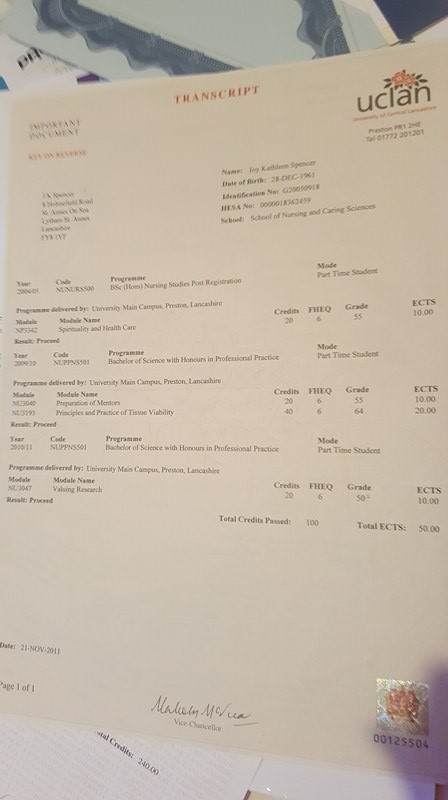 TRANSCRIPT
uclan
University of Central Lancashire
Preston PR1 2HE
Tel 01772 201201
IMPORTANT
DOCUMENT
KEY ON REVERSE
Name: Joy Kathleen Spencer
Date of Birth: 28-DEC-1961
Identification No: G20050918
HESA No: 0000018362459
School: School of Nursing and Caring Sciences
Spencer
Road
St Annes On Sea
Lytham St Annes
Lancashire
Year Code Programme Mode
2004/05 NUNURS500 BSc (Hons) Nursing Studies Post Registration Part Time Student
Programme delivered by: University Main Campus, Preston, Lancashire
Module Module Name Credits FHEQ Grade ECTS
NP3342 Spirituality and Health Care 20 6 55 10.00
Result: Proceed
Year Code Programme Mode
2009/10 NUPPNS501 Bachelor of Science with Honours in Professional Practice Part Time Student
Programme delivered by: University Main Campus, Preston, Lancashire
Module Module Name Credits FHEQ Grade ECTS
NU3040 Preparation of Mentors 20 6 55 10.00
NU3193 Principles and Practice of Tissue Viability 40 6 64 20.00
Result: Proceed
Year Code Programme Mode
2010/11 NUPPNS501 Bachelor of Science with Honours in Professional Practice Part Time Student
Programme delivered by: University Main Campus, Preston, Lancashire
Module Module Name Credits FHEQ Grade ECTS
NU3047 Valuing Research 20 6 50 10.00
Result: Proceed
Total Credits Passed: 100 Total ECTS: 50.00
Date: 21-NOV-2011
Page 1 of 1
Malcolm McVicar
Vice-Chancellor
00125504
tal Credits: 240.00